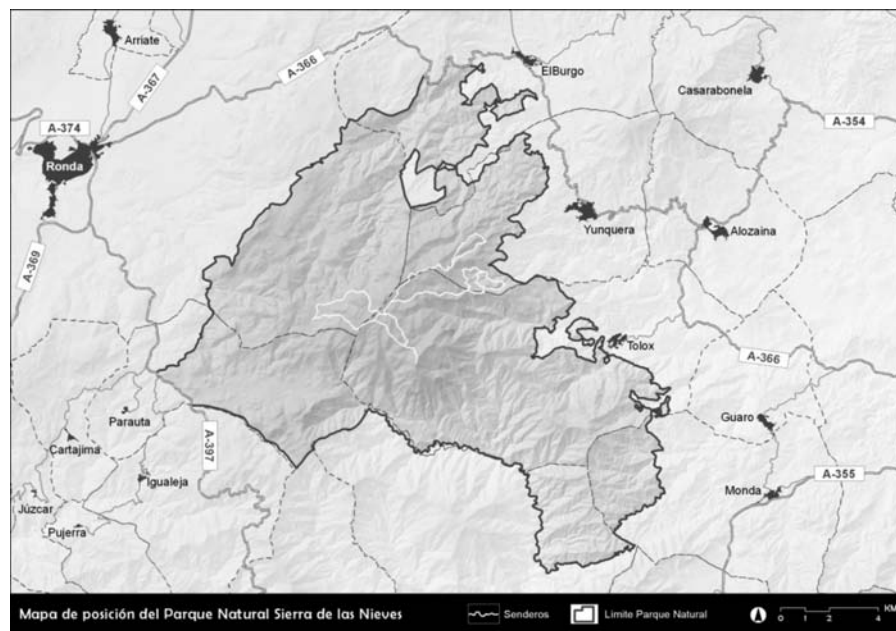 Arriate
A-367
A-366
ElBurgo
Casarabonela
A-374
A-354
Ronda
Yunquera
Alozaina
A-369
Tolox
A-366
Parauta
Guaro
Cartajima
A-397
Igualeja
A-355
Monda
Júzcar
Pujerra
Mapa de posición del Parque Natural Sierra de las Nieves
Senderos
Limite Parque Natural
0 1 2 4 KM